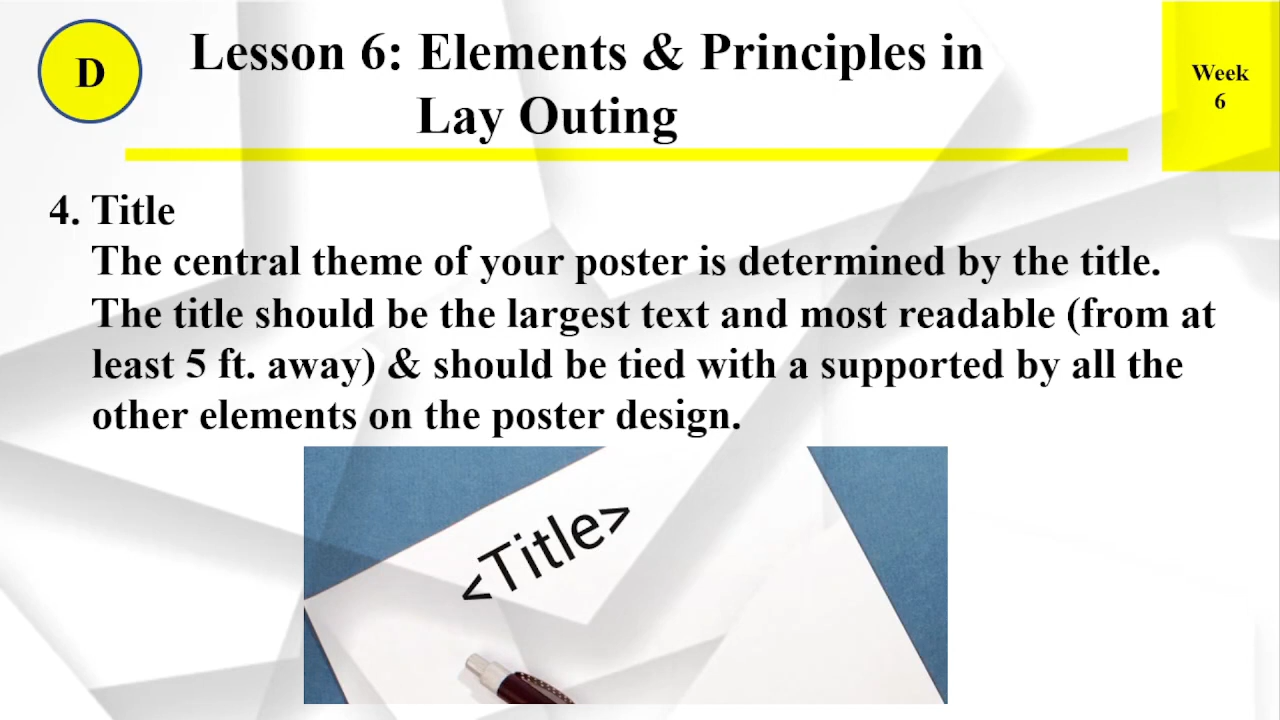 D
Lesson 6: Elements & Principles in
Lay Outing
Week
6
4. Title
The central theme of your poster is determined by the title.
The title should be the largest text and most readable (from at
least 5 ft. away) & should be tied with a supported by all the
other elements on the poster design.
<Title>